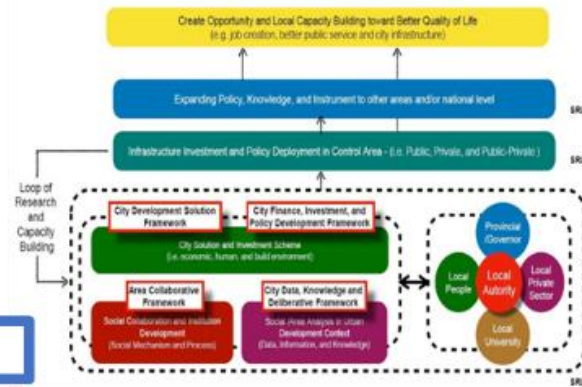 Create Opportunity and Local Capacity Building toward Better Quality of Life
(e.g. job creation, better public service and city infrastructure)
Expanding Policy, Knowledge, and Instrument to other areas and/or national level
Infrastructure Investment and Policy Deployment in Control Area - (i.e. Public, Private, and Public-Private )
Loop of
Research
and
Capacity
Building
City Development Solution
Framework
City Finance, Investment, and
Policy Development Framework
City Solution and Investment Scheme
(i.e. economic, human, and build environment)
Area Collaborative
Framework
City Data, Knowledge and
Deliberative Framework
Social Collaboration and Institution
Development
(Social Mechanism and Process)
Social /Area Analysis in Urban
Development Context
(Data, Information, and Knowledge)
Provincial
/Governor
Local
People
Local
Autority
Local
Private
Sector
Local
University